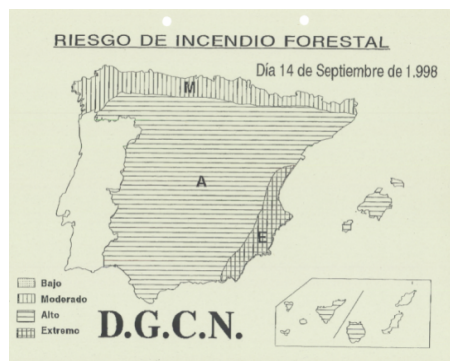 RIESGO DE INCENDIO FORESTAL
Día 14 de Septiembre de 1.998
M
A
E
Bajo
Moderado
Alto
Extremo
D.G.C.N.